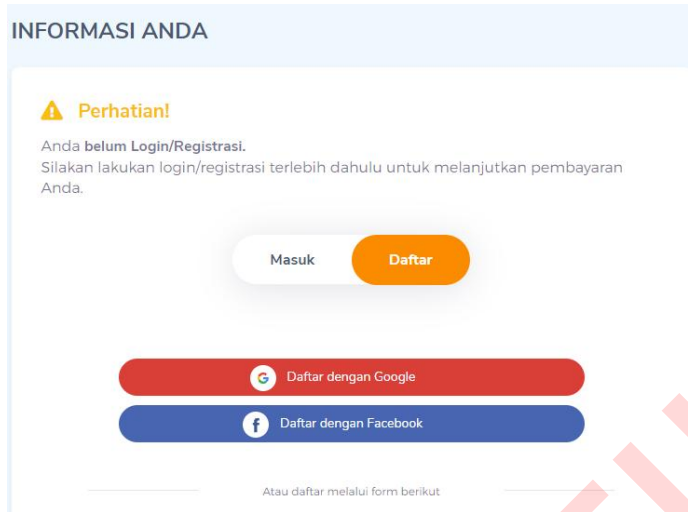 INFORMASI ANDA
Perhatian!
Anda belum Login/Registrasi.
Silakan lakukan login/registrasi terlebih dahulu untuk melanjutkan pembayaran
Anda.
Masuk Daftar
Daftar dengan Google
Daftar dengan Facebook
Atau daftar melalui form berikut